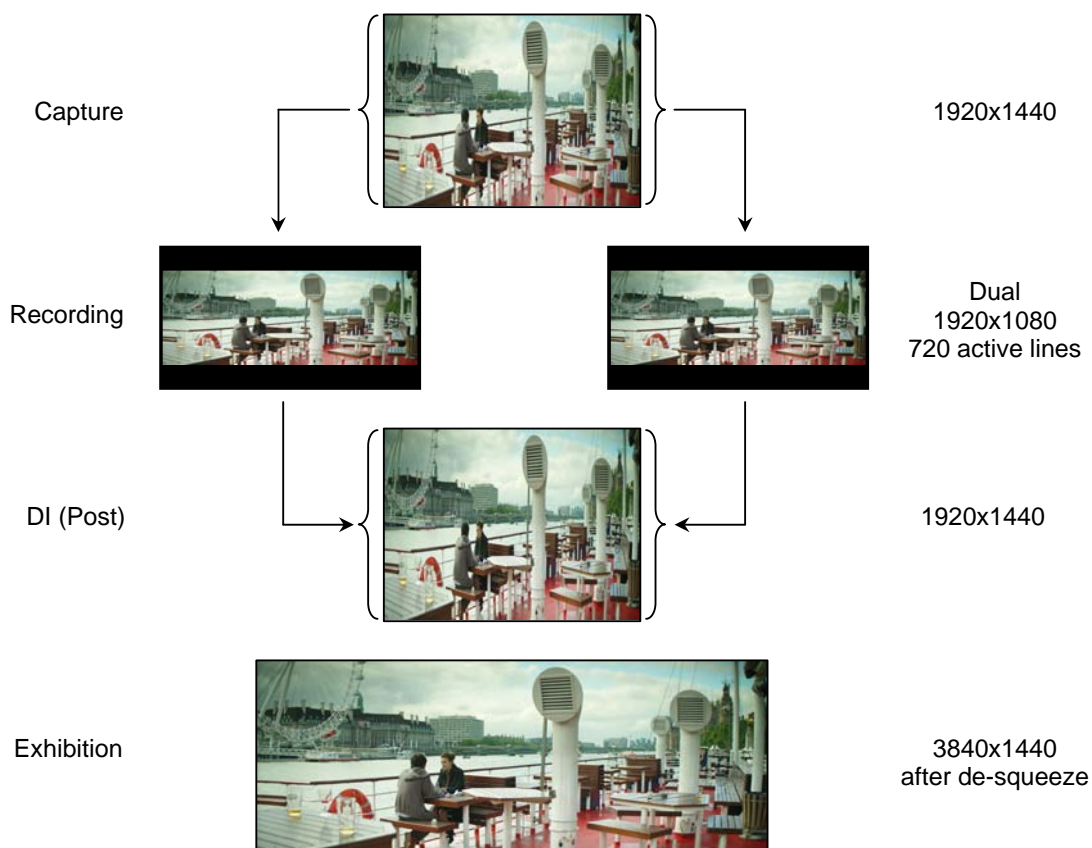 Capture
1920x1440
Recording
Dual
1920x1080
720 active lines
DI (Post)
1920x1440
Exhibition
3840x1440
after de-squeeze